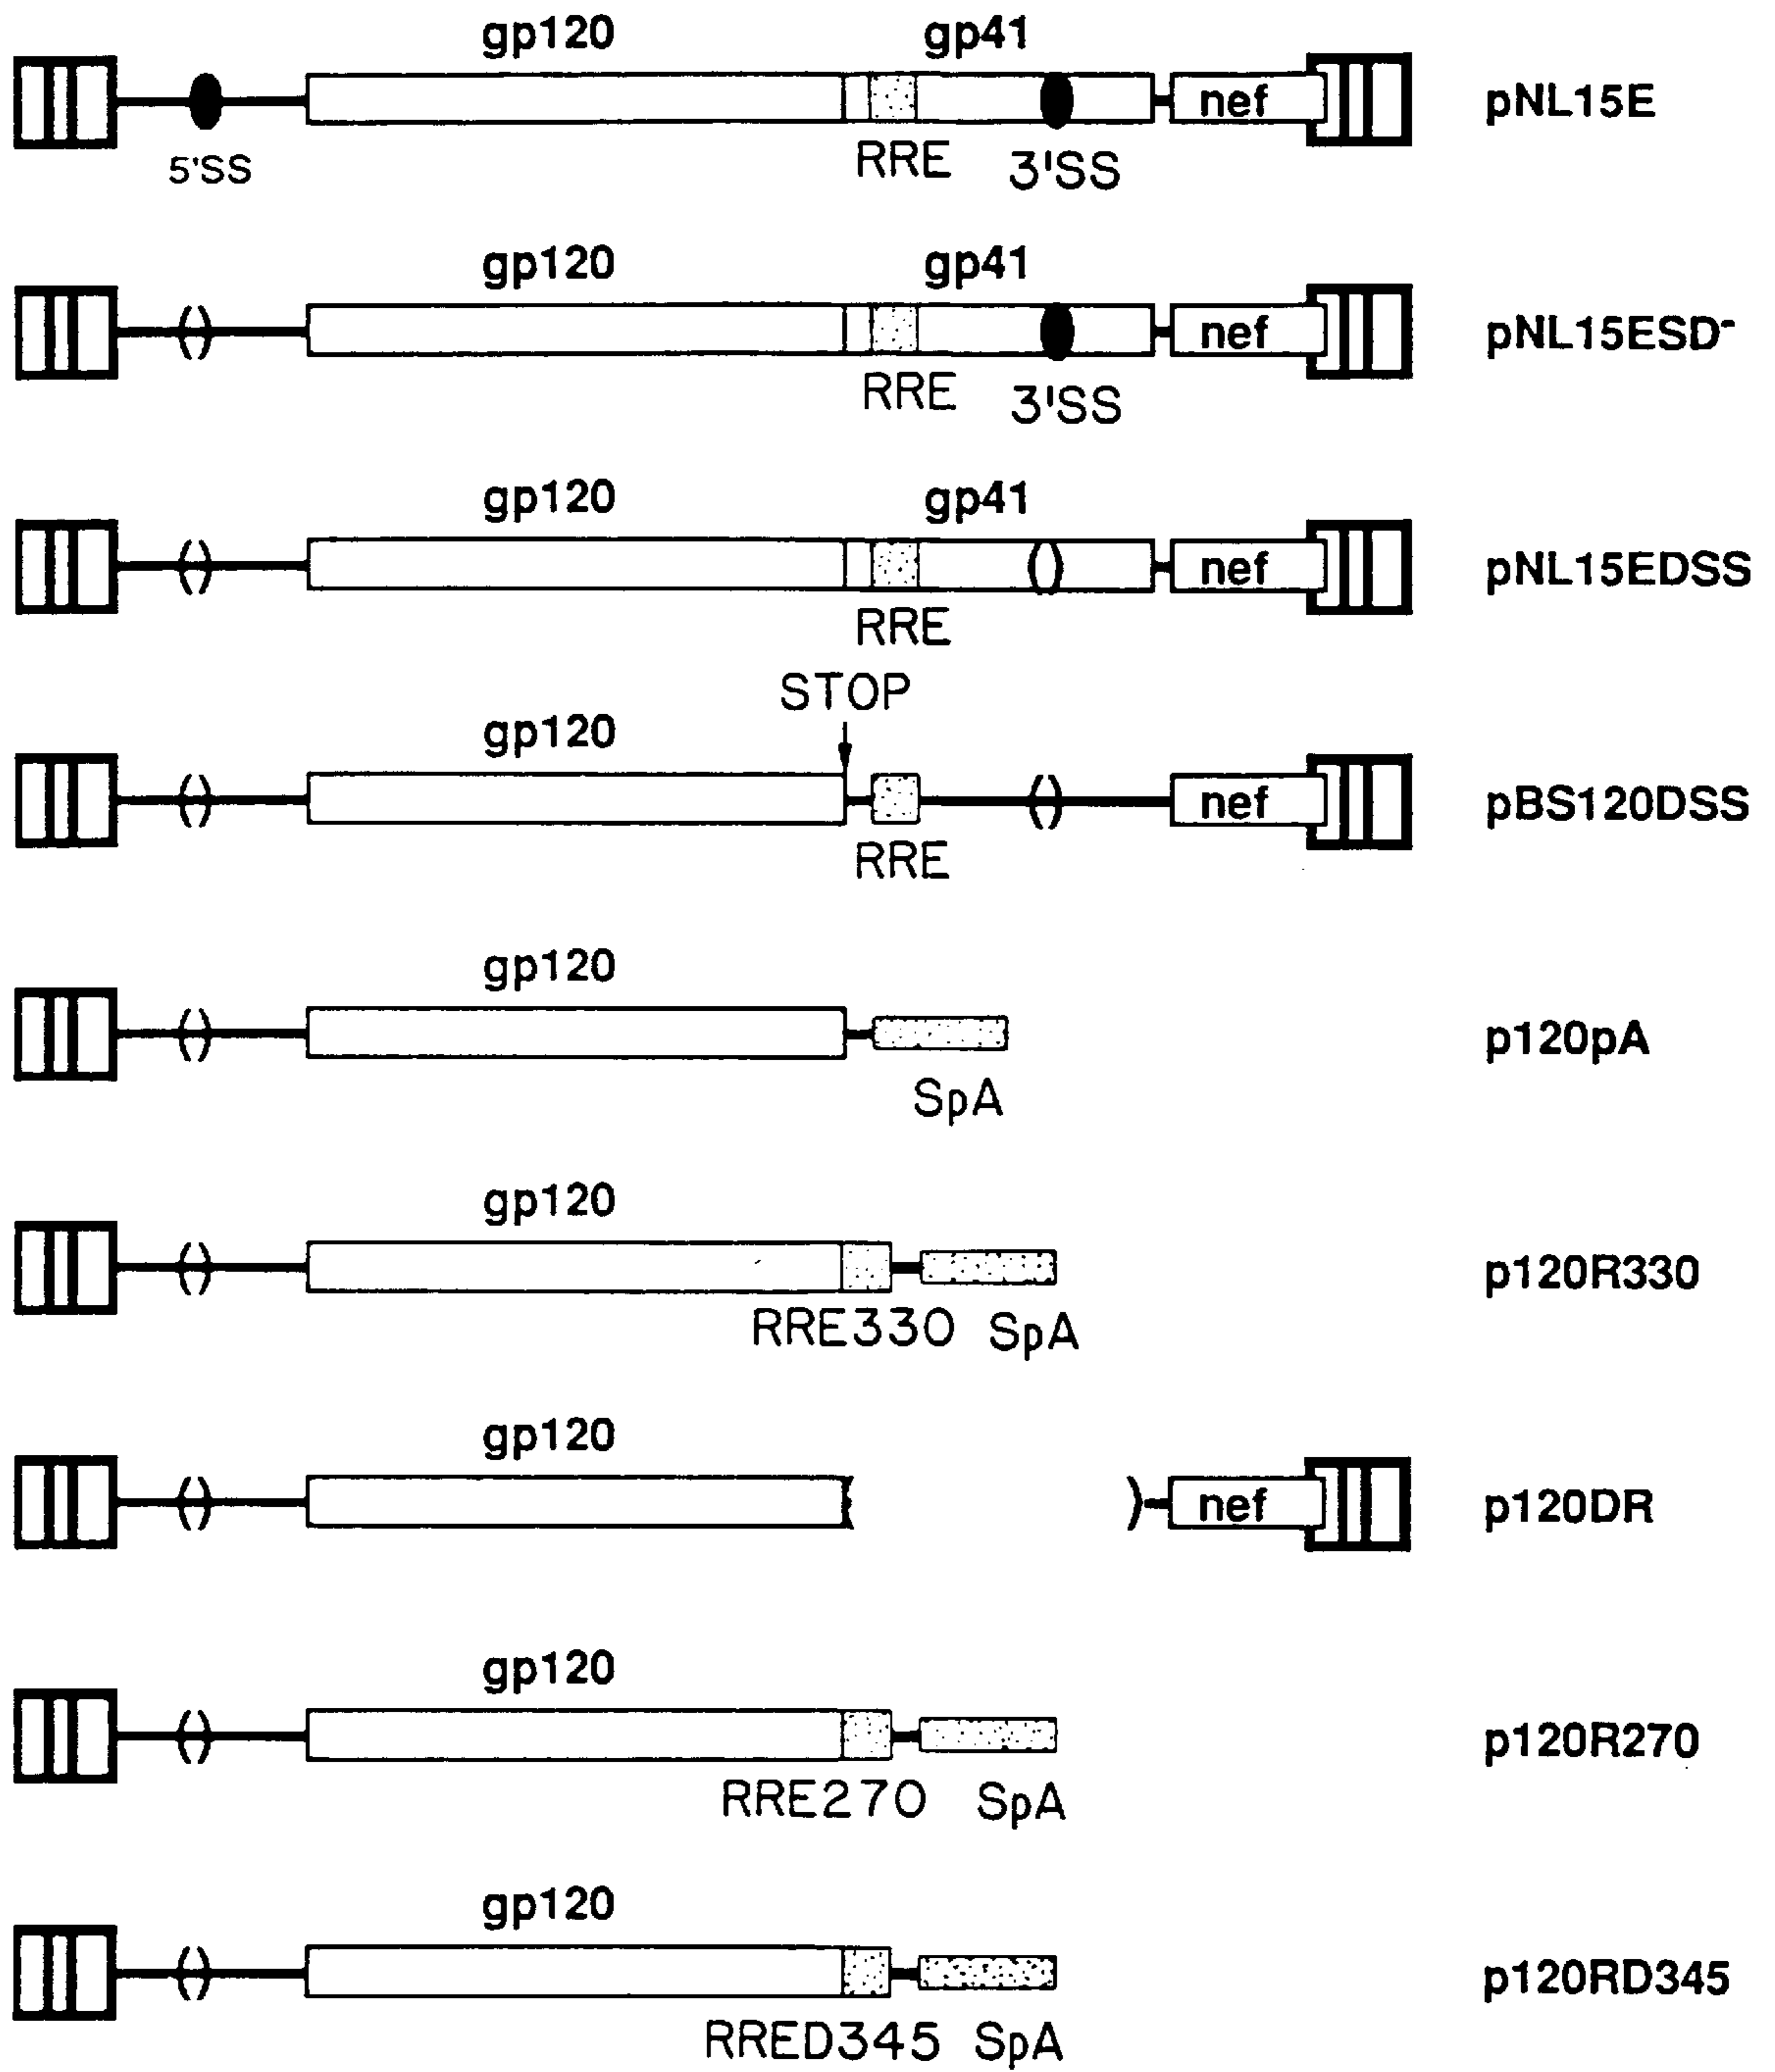 gp120 gp41
nef pNL15E
5'SS RRE 3'SS
gp120 gp41
nef pNL15ESD-
RRE 3'SS
gp120 gp41
nef pNL15EDSS
RRE
STOP
gp120
nef pBS120DSS
RRE
gp120
p120pA
SpA
gp120
p120R330
RRE330 SpA
gp120
nef p120DR
gp120
p120R270
RRE270 SpA
gp120
p120RD345
RRED345 SpA